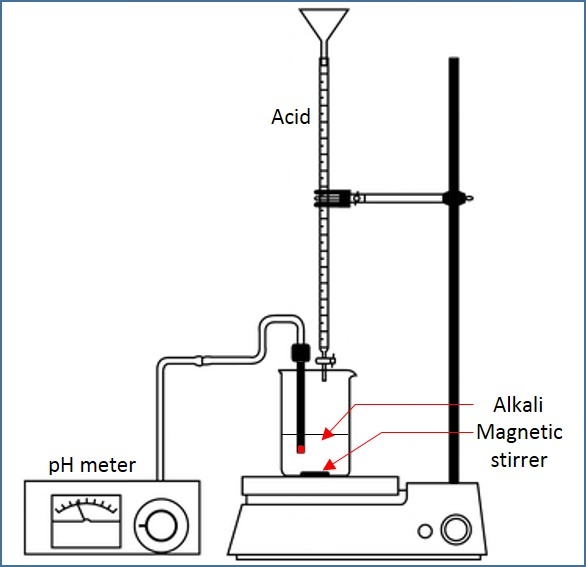 Acid
Alkali
Magnetic
stirrer
pH meter